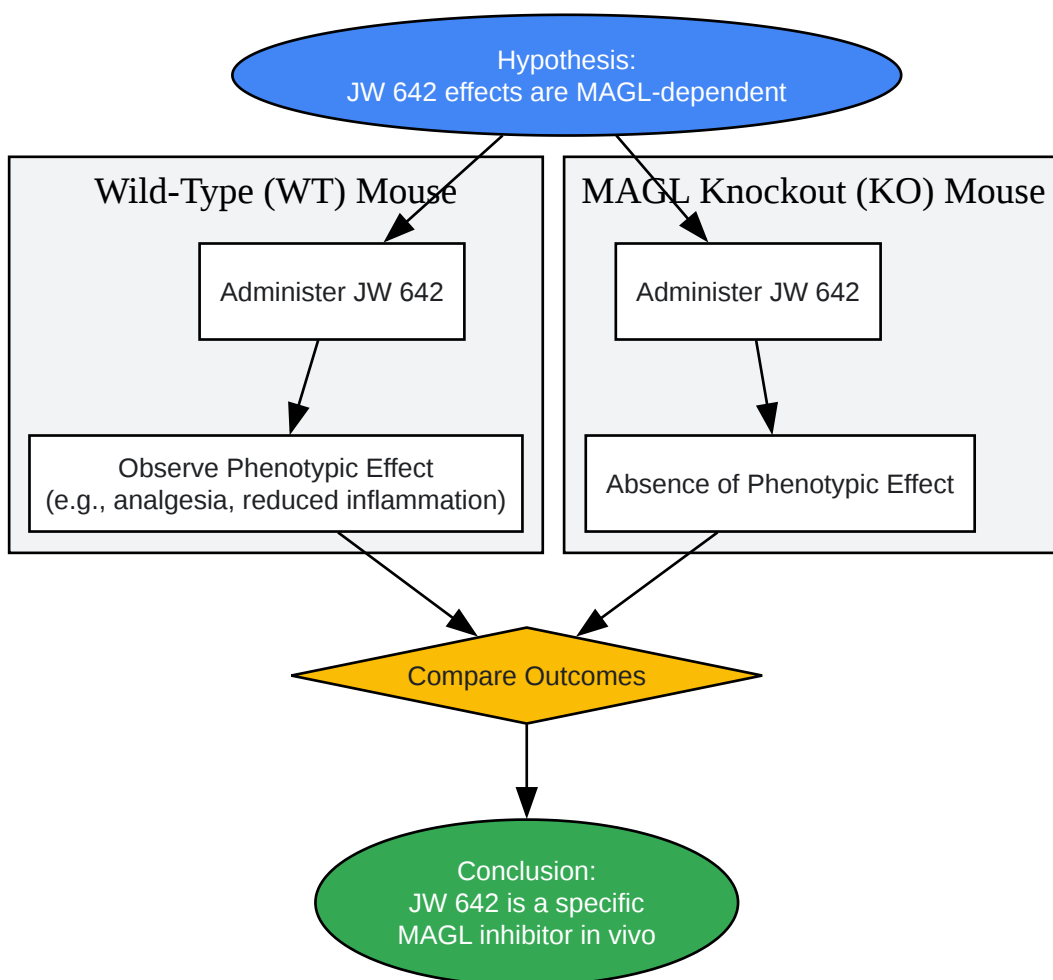 Hypothesis:
JW 642 effects are MAGL-dependent
Wild-Type (WT) Mouse
MAGL Knockout (KO) Mouse
Administer JW 642
Administer JW 642
Observe Phenotypic Effect
(e.g., analgesia, reduced inflammation)
Absence of Phenotypic Effect
Compare Outcomes
Conclusion:
JW 642 is a specific
MAGL inhibitor in vivo